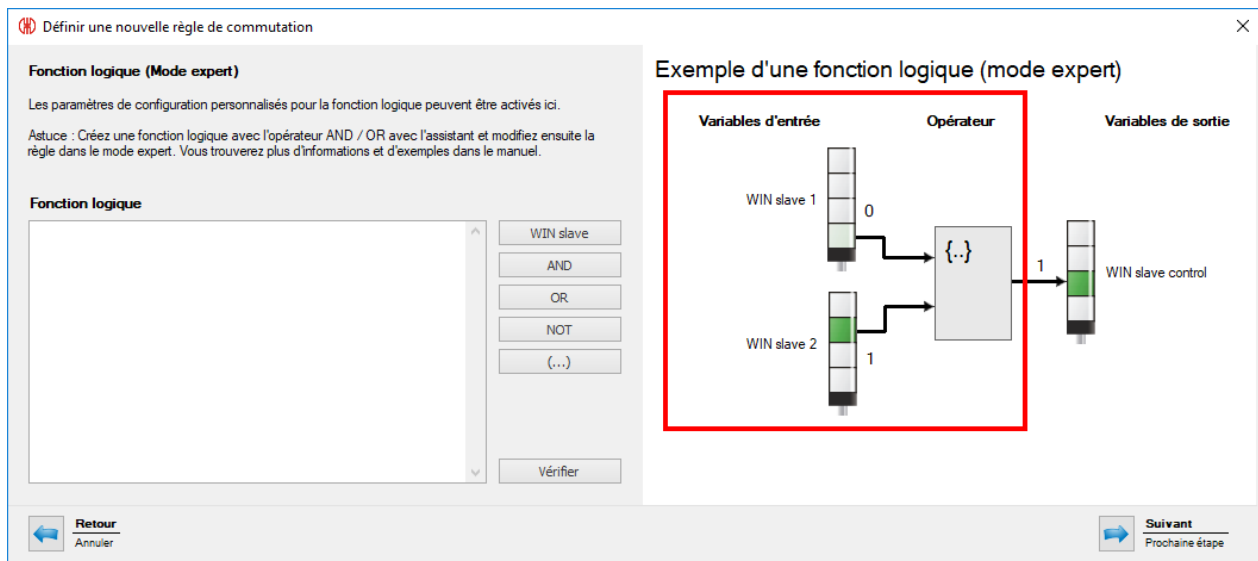 Définir une nouvelle règle de commutation
Fonction logique (Mode expert)
Les paramètres de configuration personnalisés pour la fonction logique peuvent être activés ici.
Astuce : Créez une fonction logique avec l'opérateur AND / OR avec l'assistant et modifiez ensuite la
règle dans le mode expert. Vous trouverez plus d'informations et d'exemples dans le manuel.
Fonction logique
WIN slave
AND
OR
NOT
(...)
Vérifier
Exemple d'une fonction logique (mode expert)
Variables d'entrée
Opérateur
Variables de sortie
WIN slave 1
0
{..}
1
WIN slave control
WIN slave 2
1
Retour
Annuler
Suivant
Prochaine étape